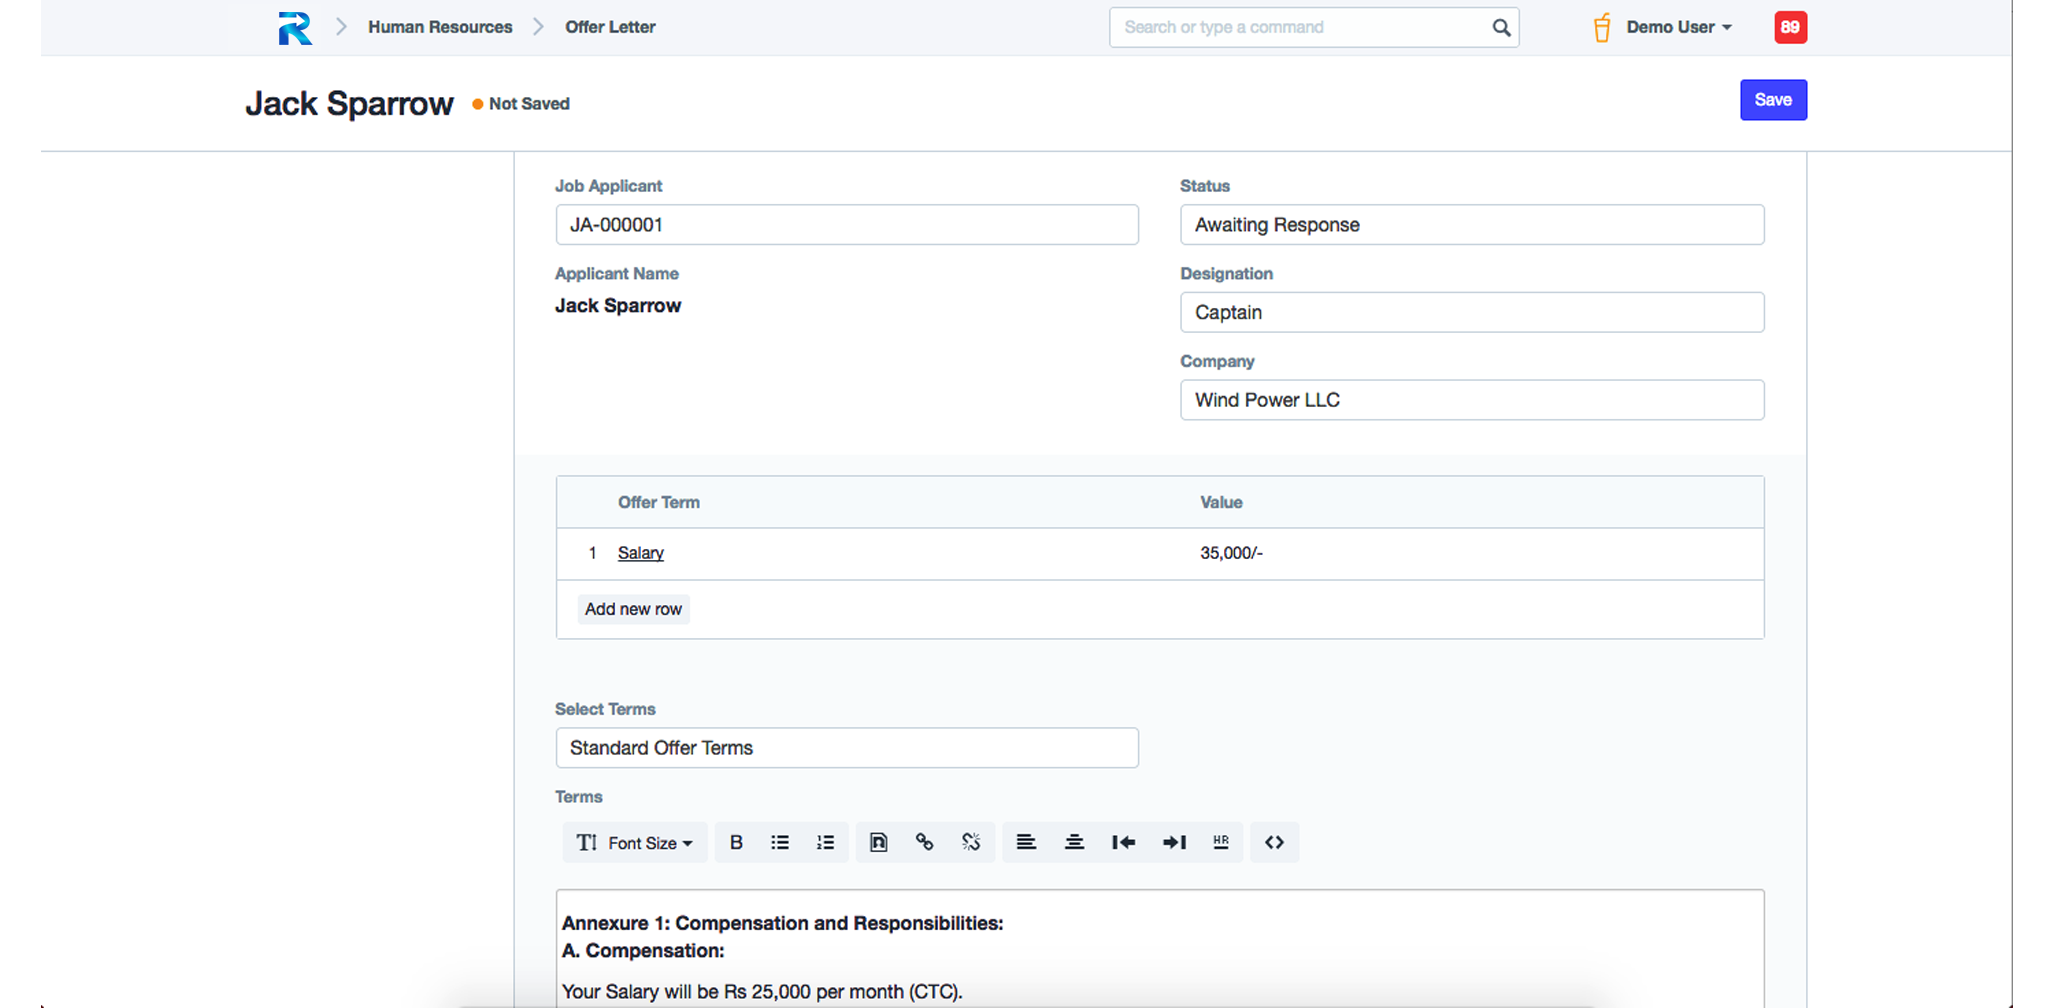 Human Resources
Offer Letter
Search or type a command
Demo User
89
Jack Sparrow
Not Saved
Save
Job Applicant
JA-000001
Status
Awaiting Response
Applicant Name
Jack Sparrow
Designation
Captain
Company
Wind Power LLC
Offer Term
Value
1 Salary 35,000/-
Add new row
Select Terms
Standard Offer Terms
Terms
Font Size
B
HR
Annexure 1: Compensation and Responsibilities:
A. Compensation:
Your Salary will be Rs 25,000 per month (CTC).